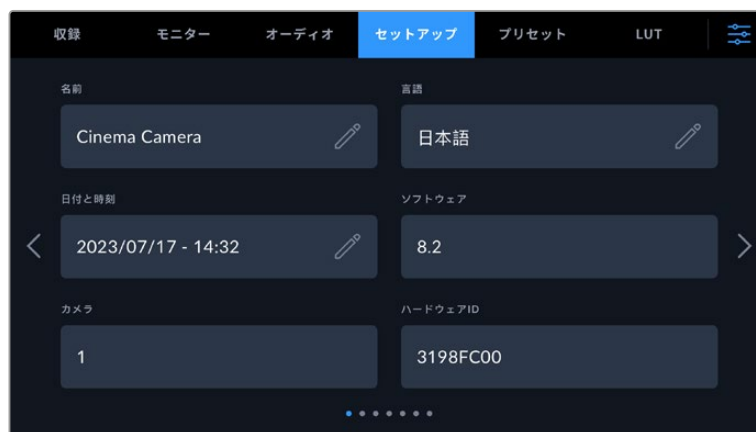 収録 モニター オーディオ セットアップ プリセット LUT
名前 言語
Cinema Camera 日本語
日付と時刻 ソフトウェア
2023/07/17 - 14:32 8.2
カメラ ハードウェアID
1 3198FC00